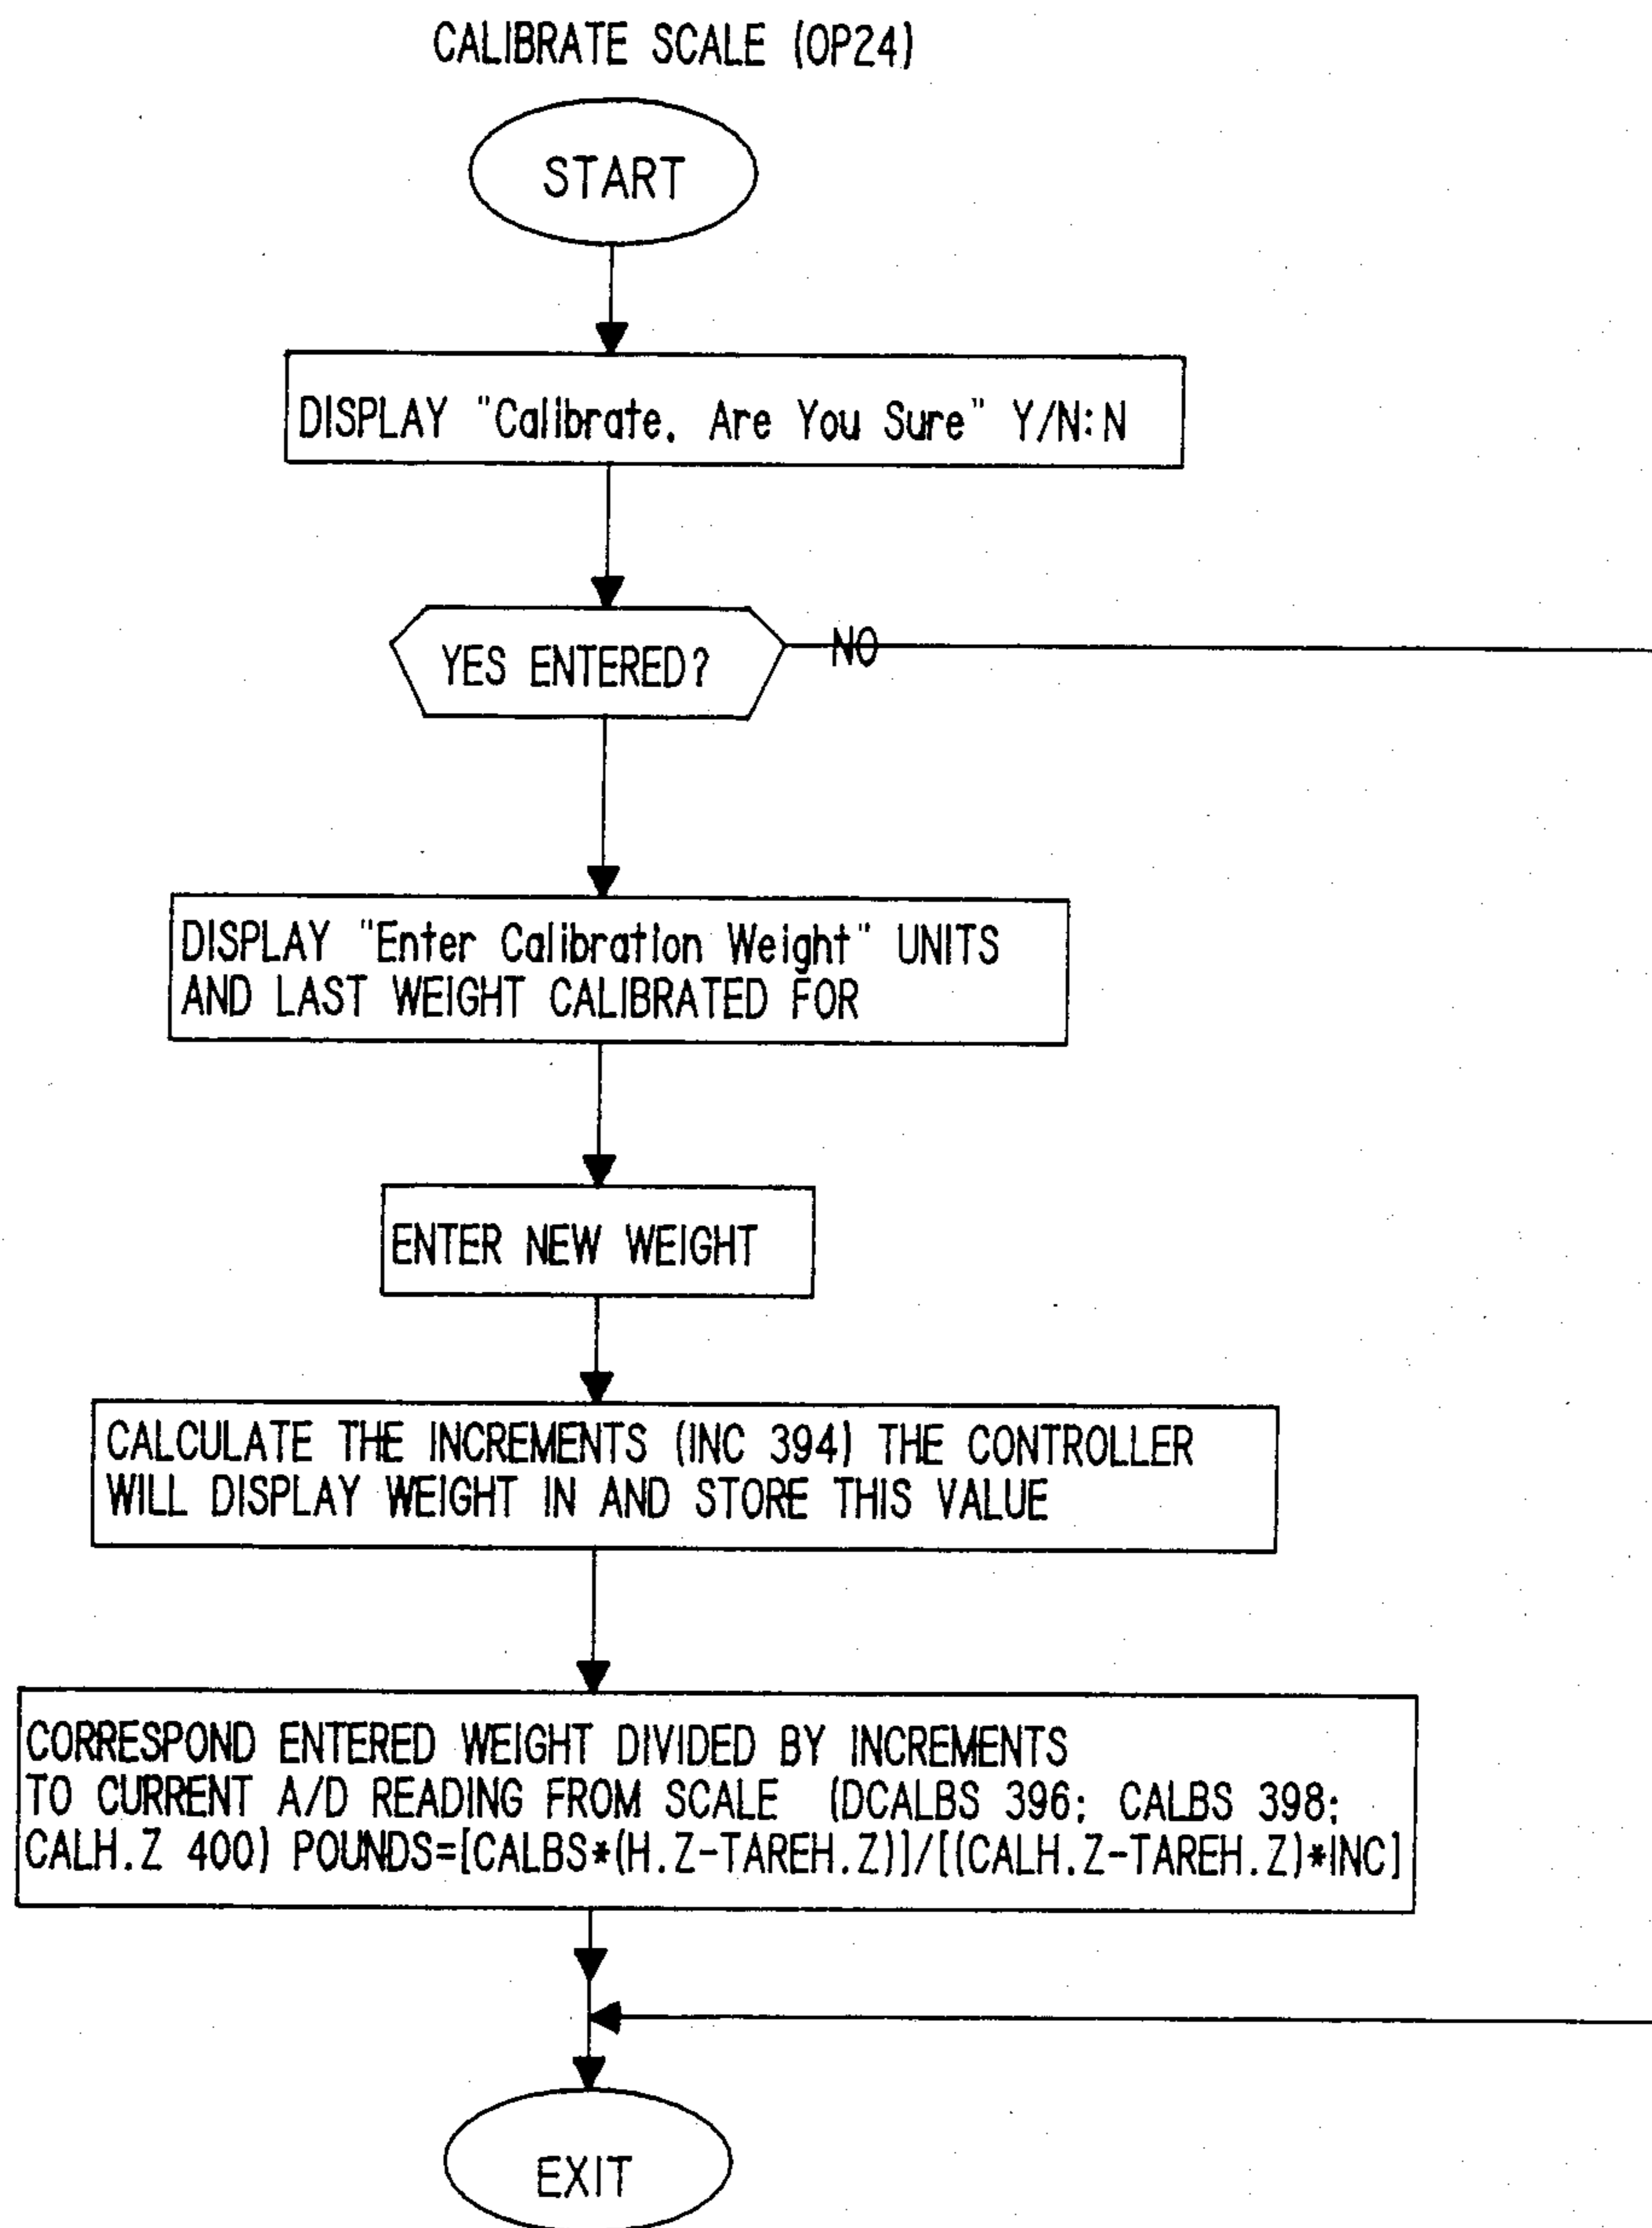 CALIBRATE SCALE (OP24)
START
DISPLAY "Calibrate. Are You Sure" Y/N:N
YES ENTERED?
NO
DISPLAY "Enter Calibration Weight" UNITS
AND LAST WEIGHT CALIBRATED FOR
ENTER NEW WEIGHT
CALCULATE THE INCREMENTS (INC 394) THE CONTROLLER
WILL DISPLAY WEIGHT IN AND STORE THIS VALUE
CORRESPOND ENTERED WEIGHT DIVIDED BY INCREMENTS
TO CURRENT A/D READING FROM SCALE (DCALBS 396; CALBS 398;
CALH.Z 400) POUNDS=[CALBS*(H.Z-TAREH.Z)]/[(CALH.Z-TAREH.Z)*INC]
EXIT